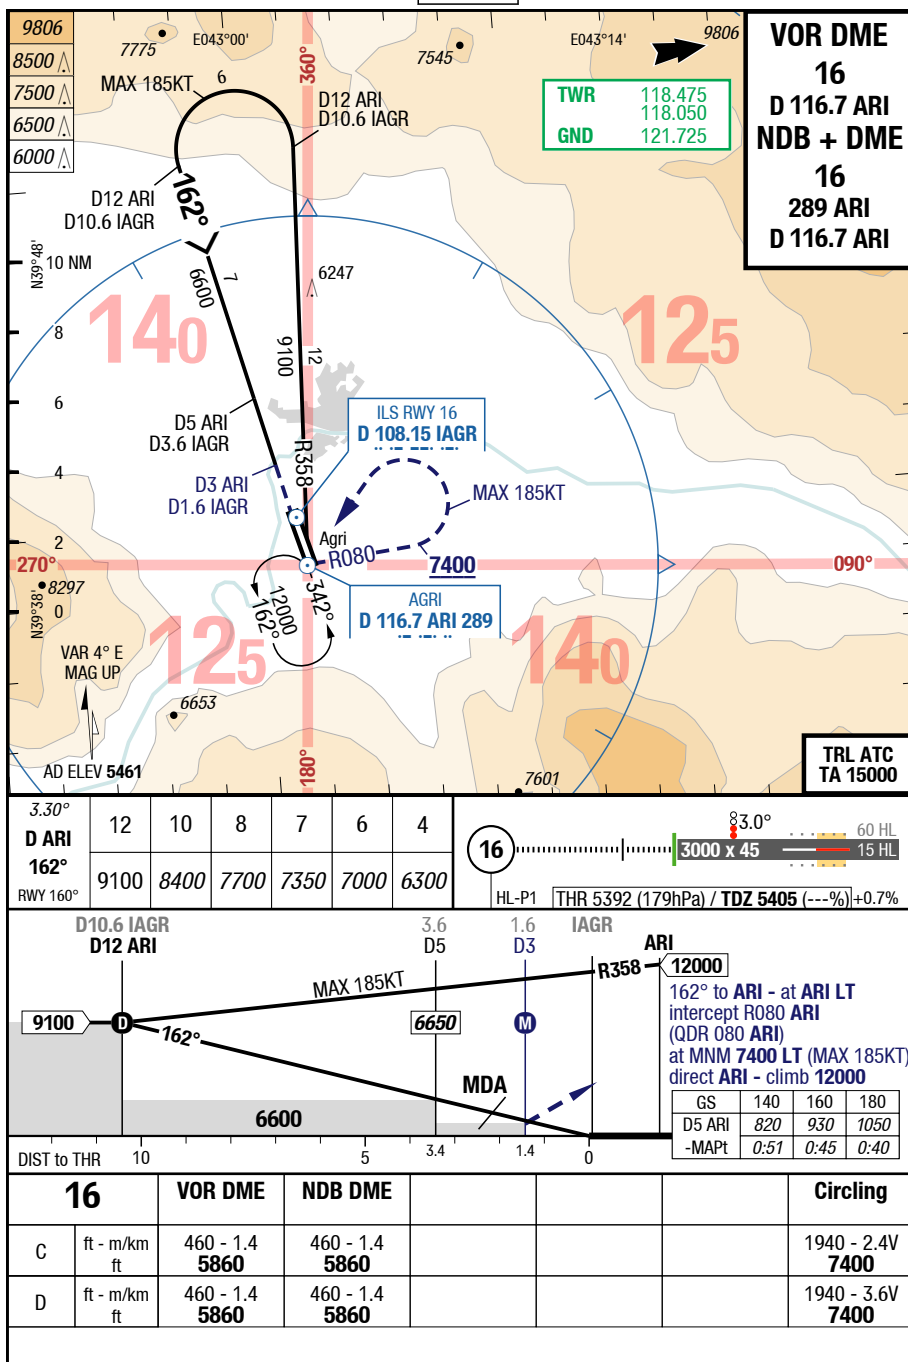 9806
8500
7500
6500
6000
7775
E043°00'
360°
7545
E043°14'
9806
VOR DME
16
D 116.7 ARI
NDB + DME
16
289 ARI
D 116.7 ARI
TWR 118.475
118.050
GND 121.725
MAX 185KT
6
D12 ARI
D10.6 IAGR
D12 ARI
D10.6 IAGR
162°
N39°48'
10 NM
7
6600
6247
140
125
8
12
9100
6
D5 ARI
D3.6 IAGR
ILS RWY 16
D 108.15 IAGR
R358
4
D3 ARI
D1.6 IAGR
MAX 185KT
Agri
2
R080
7400
270°
090°
8297
N39°38'
0
12000
162°
342°
AGRI
D 116.7 ARI 289
125
140
VAR 4° E
MAG UP
6653
AD ELEV 5461
180°
7601
TRL ATC
TA 15000
3.30°
D ARI 12 10 8 7 6 4
162°
9100 8400 7700 7350 7000 6300
RWY 160°
16
3.0°
3000 x 45
60 HL
15 HL
HL-P1
THR 5392 (179hPa) / TDZ 5405 (---%) +0.7%
D10.6 IAGR 3.6 1.6 IAGR
D12 ARI D5 D3 ARI
MAX 185KT
R358
12000
9100
D
162°
6650
M
162° to ARI - at ARI LT
intercept R080 ARI
(QDR 080 ARI)
at MNM 7400 LT (MAX 185KT)
direct ARI - climb 12000
6600
MDA
GS 140 160 180
D5 ARI 820 930 1050
-MAPt 0:51 0:45 0:40
DIST to THR 10 5 3.4 1.4 0
16 VOR DME NDB DME Circling
C ft - m/km 460 - 1.4 460 - 1.4 1940 - 2.4V
ft 5860 5860 7400
D ft - m/km 460 - 1.4 460 - 1.4 1940 - 3.6V
ft 5860 5860 7400